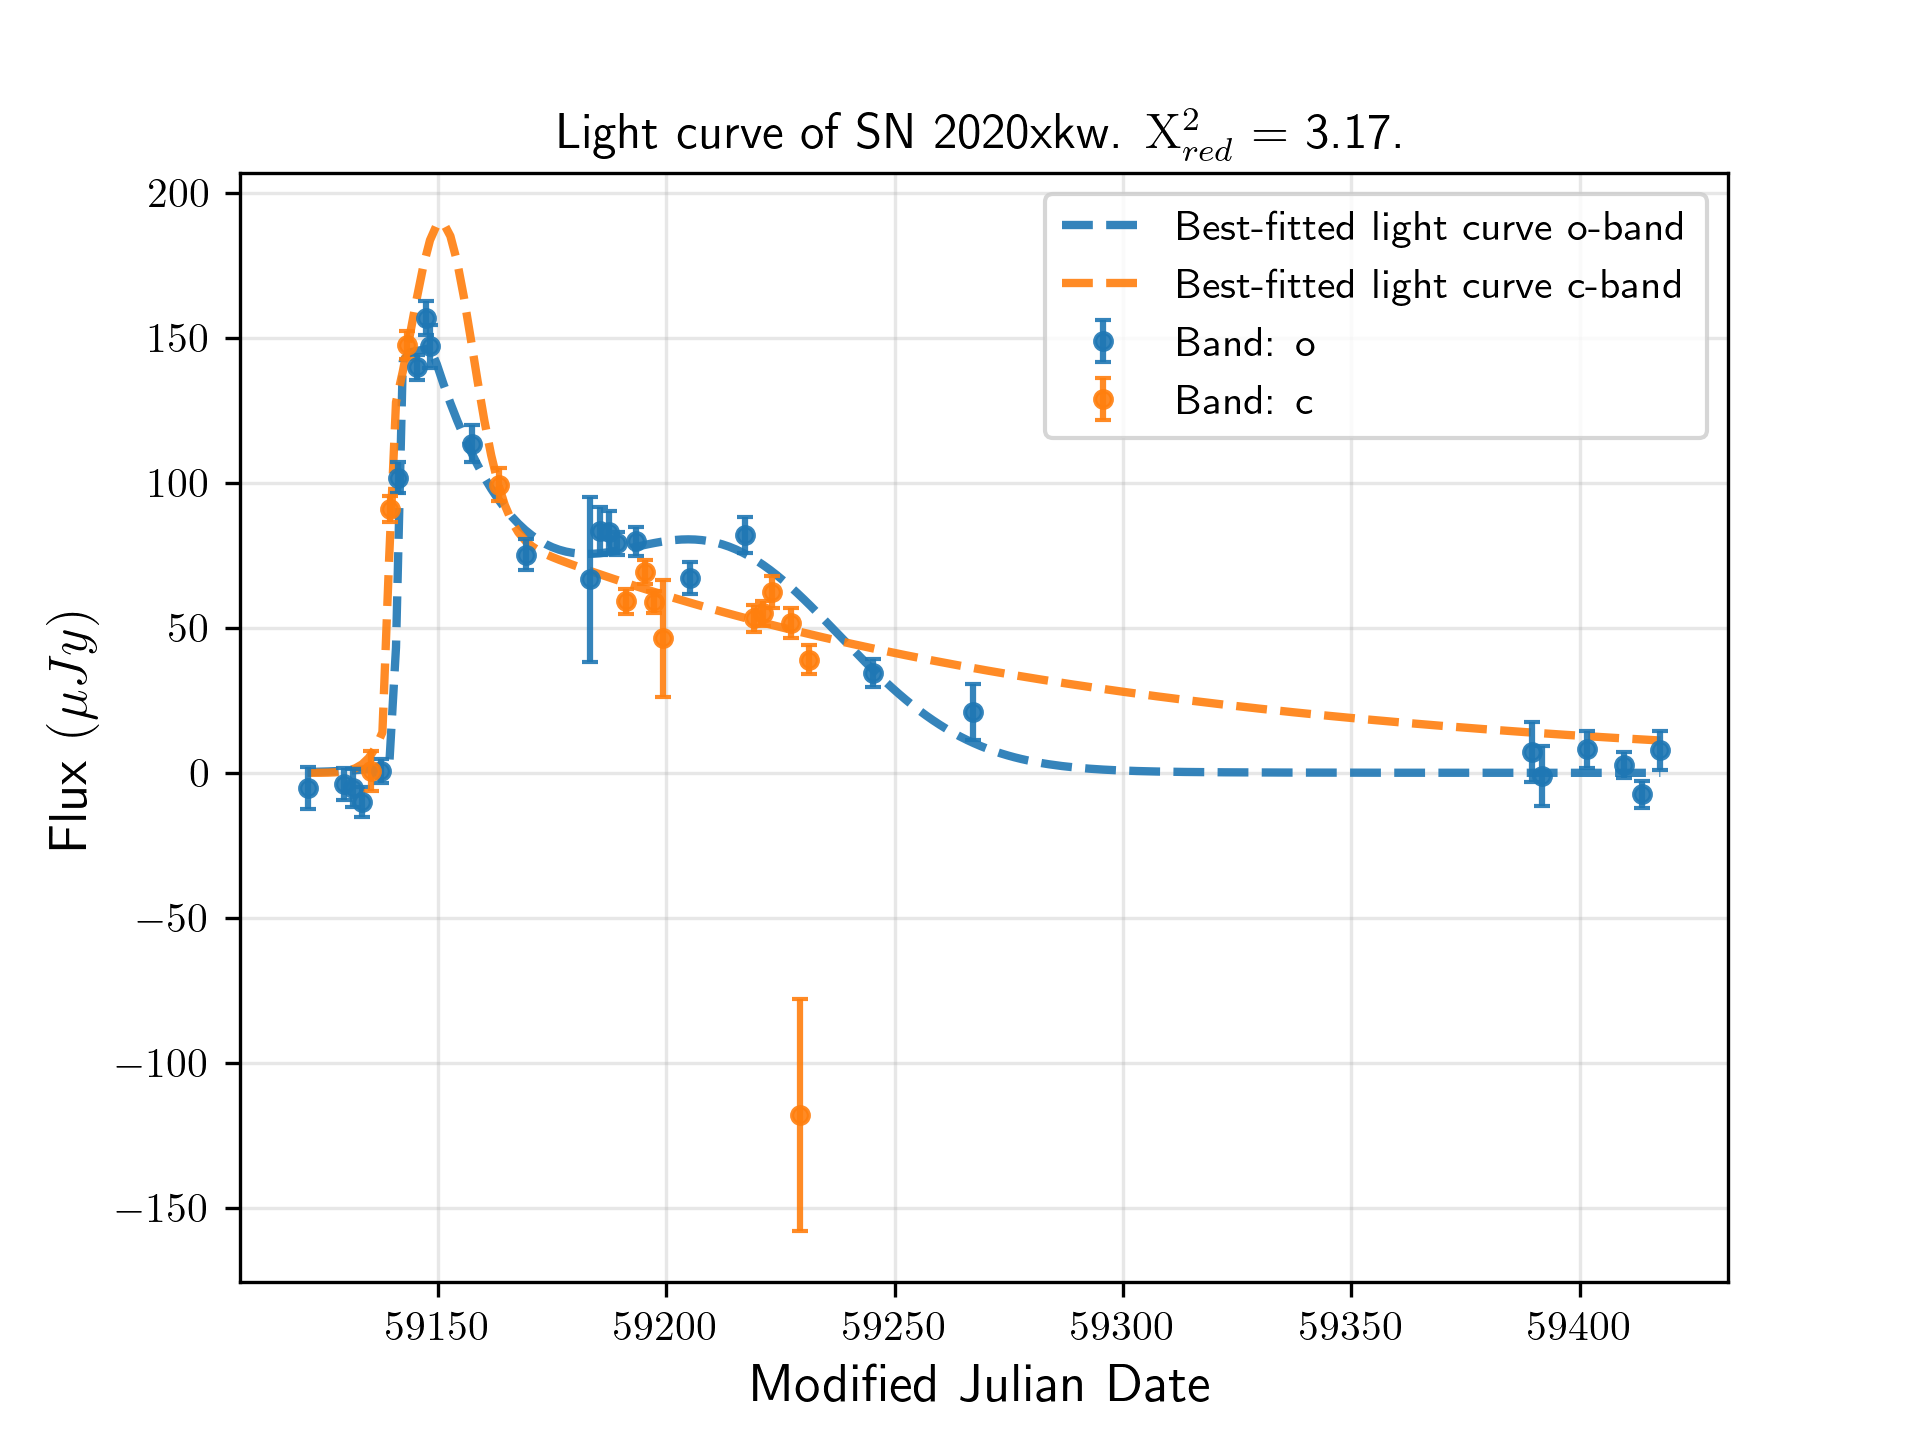 Light curve of SN 2020xkw. X²_red = 3.17.
200
150
100
50
0
−50
−100
−150
Flux (μJy)
Best-fitted light curve o-band
Best-fitted light curve c-band
Band: o
Band: c
59150 59200 59250 59300 59350 59400
Modified Julian Date